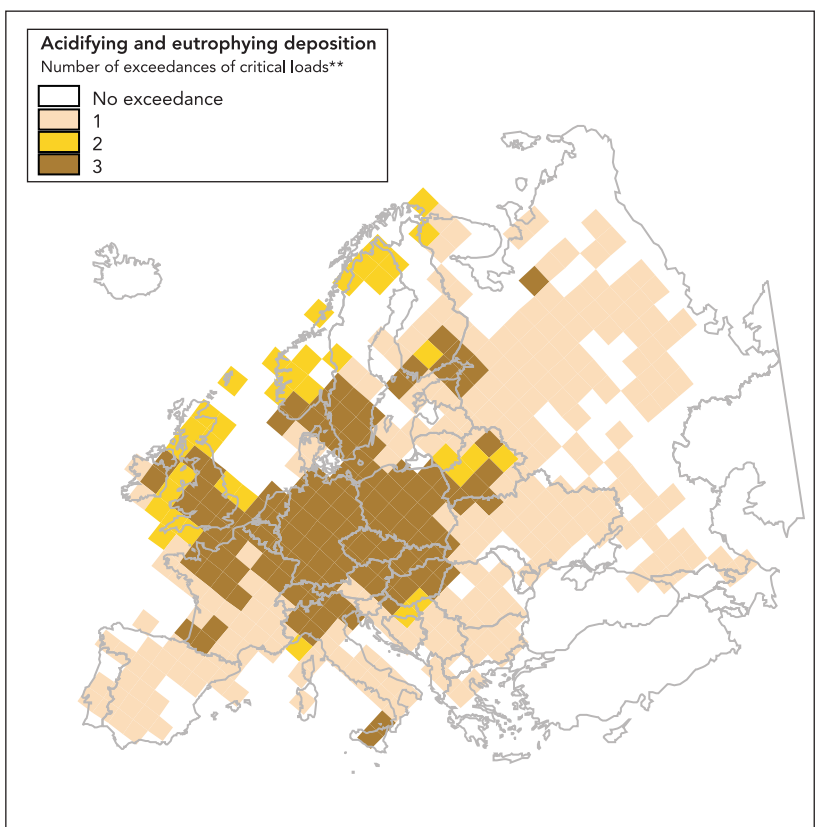 Acidifying and eutrophying deposition
Number of exceedances of critical loads**
No exceedance
1
2
3